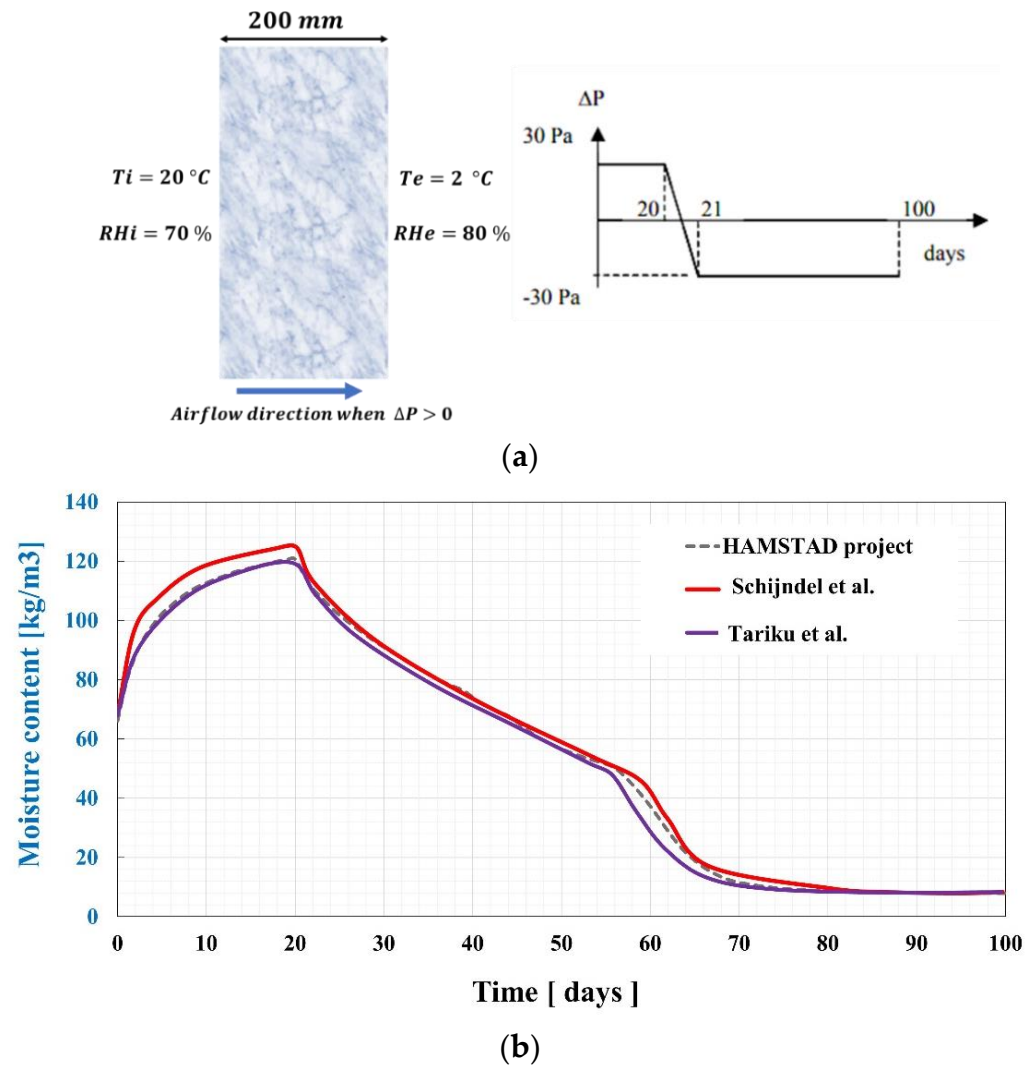 200 mm
Ti = 20 °C
RHi = 70 %
Te = 2 °C
RHe = 80 %
Airflow direction when ΔP > 0
ΔP
30 Pa
20
21
100
days
-30 Pa
(a)
Moisture content [kg/m3]
140
120
100
80
60
40
20
0
HAMSTAD project
Schijndel et al.
Tariku et al.
0 10 20 30 40 50 60 70 80 90 100
Time [ days ]
(b)